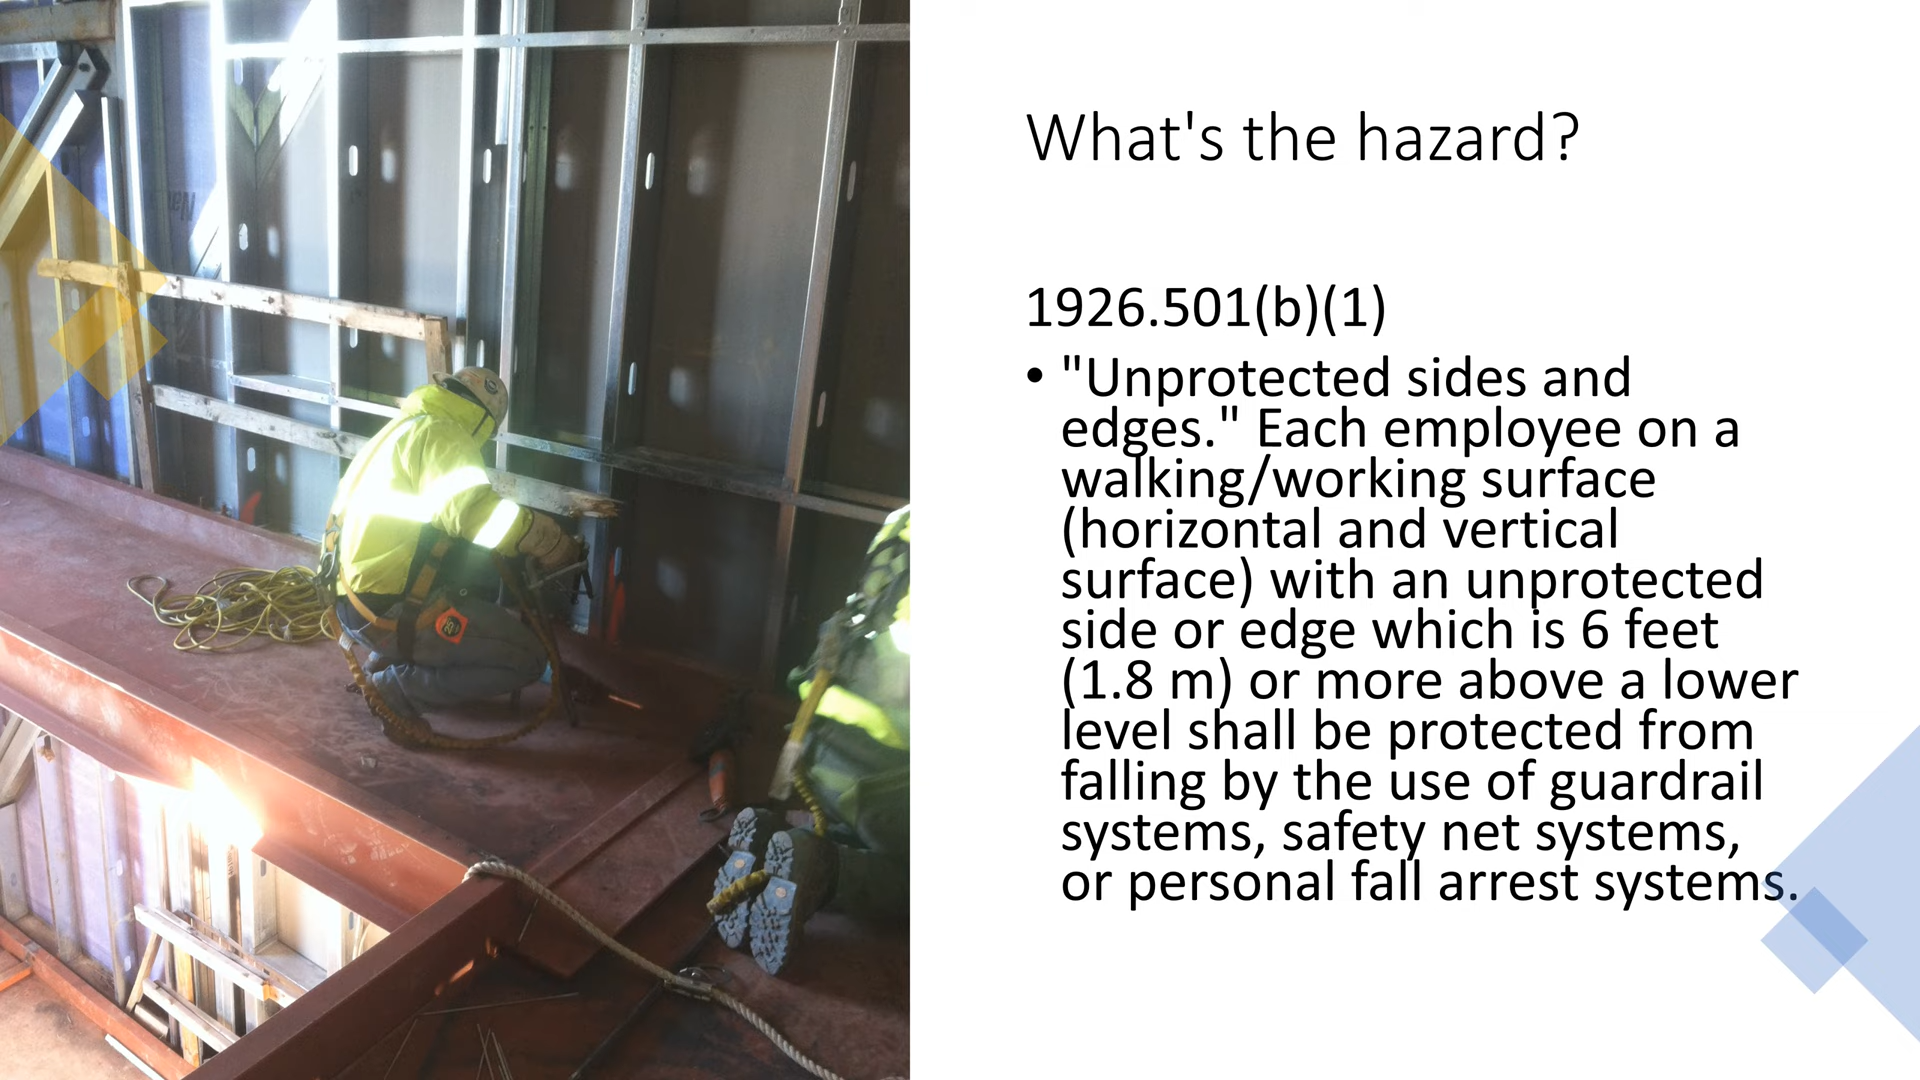 What's the hazard?
1926.501(b)(1)
• "Unprotected sides and
edges." Each employee on a
walking/working surface
(horizontal and vertical
surface) with an unprotected
side or edge which is 6 feet
(1.8 m) or more above a lower
level shall be protected from
falling by the use of guardrail
systems, safety net systems,
or personal fall arrest systems.